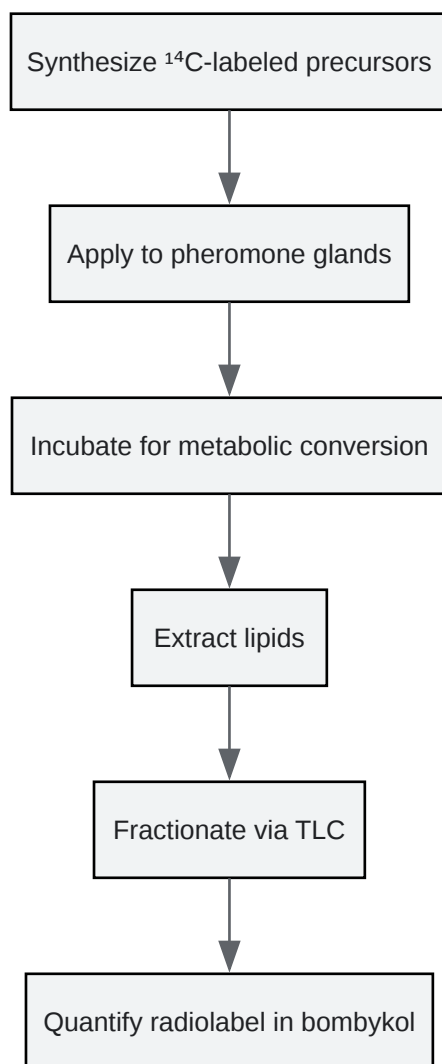 Synthesize ¹⁴C-labeled precursors
Apply to pheromone glands
Incubate for metabolic conversion
Extract lipids
Fractionate via TLC
Quantify radiolabel in bombykol